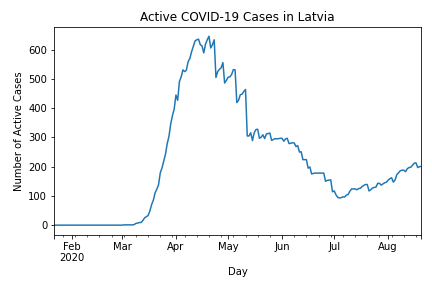 Active COVID-19 Cases in Latvia
Number of Active Cases
600
500
400
300
200
100
0
Feb
2020
Mar
Apr
May
Jun
Jul
Aug
Day